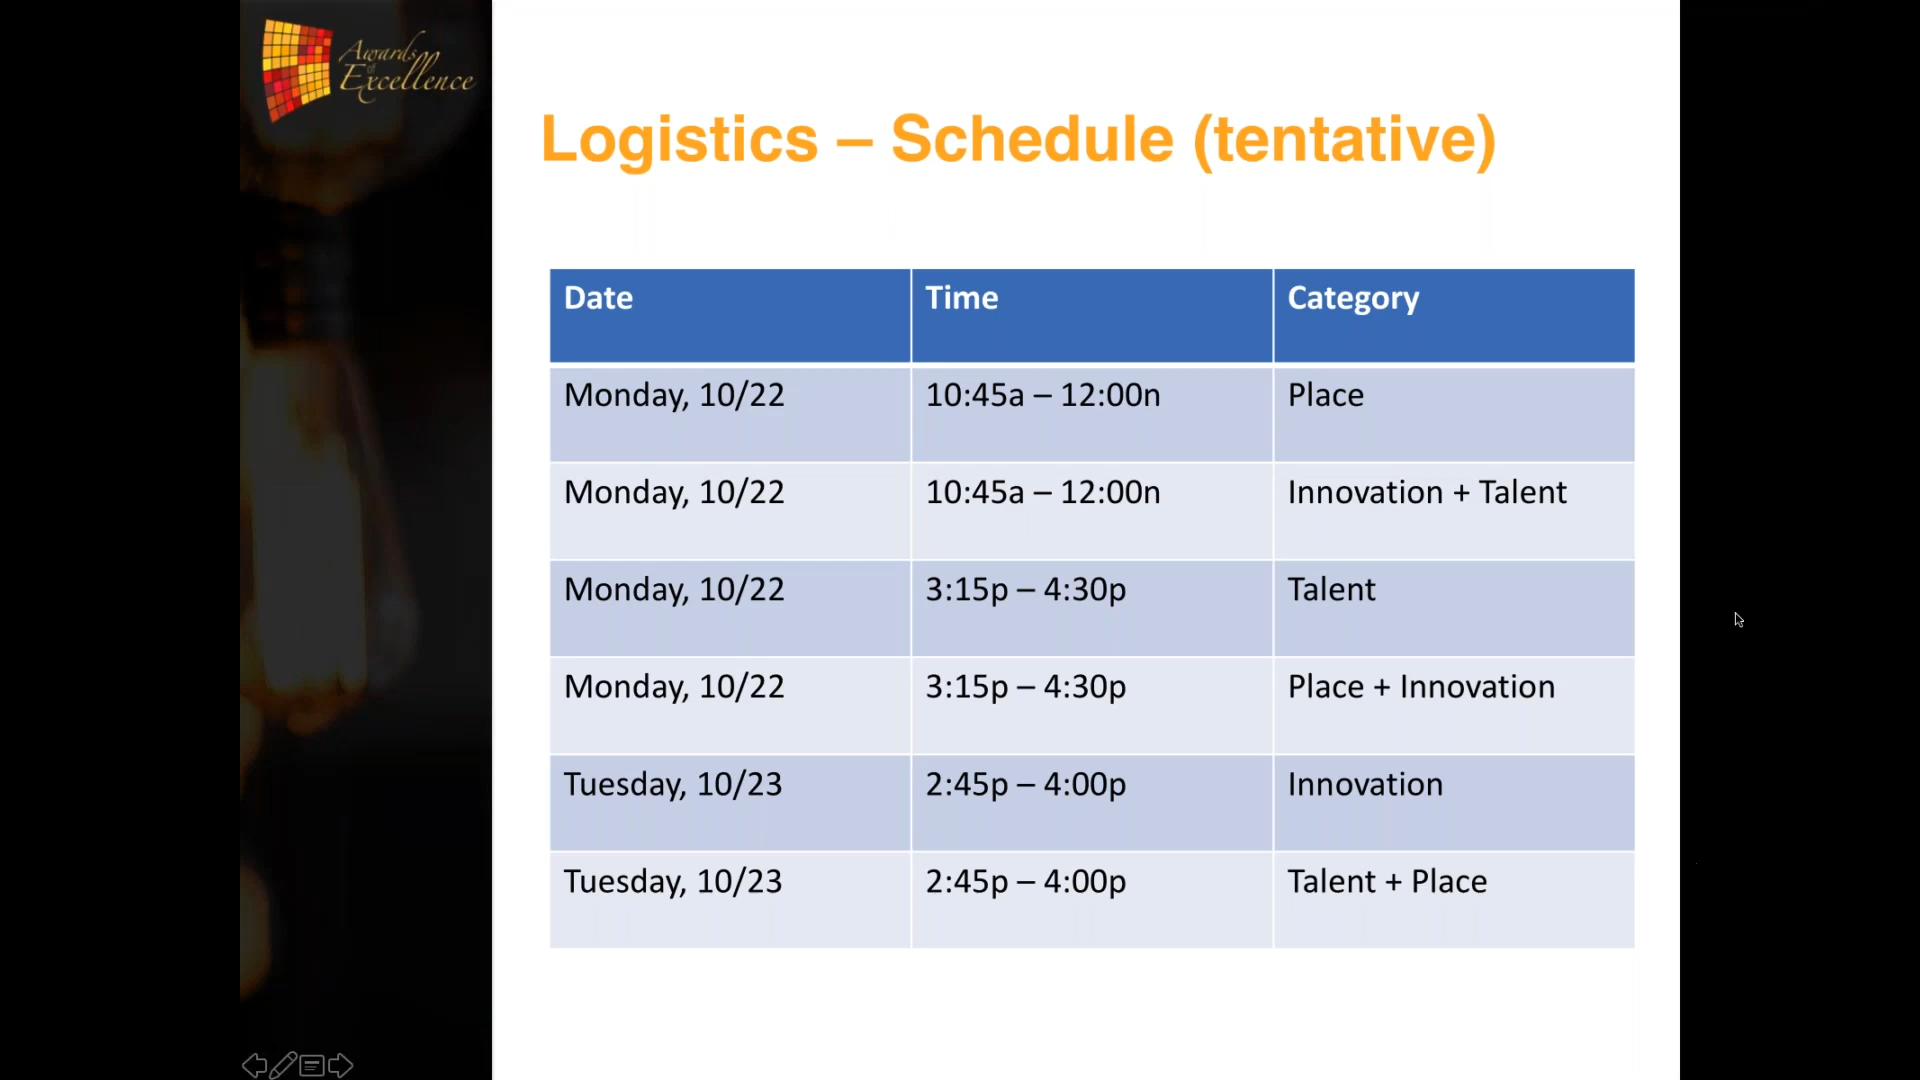 Awards
of
Excellence
Logistics – Schedule (tentative)
Date Time Category
Monday, 10/22 10:45a – 12:00n Place
Monday, 10/22 10:45a – 12:00n Innovation + Talent
Monday, 10/22 3:15p – 4:30p Talent
Monday, 10/22 3:15p – 4:30p Place + Innovation
Tuesday, 10/23 2:45p – 4:00p Innovation
Tuesday, 10/23 2:45p – 4:00p Talent + Place